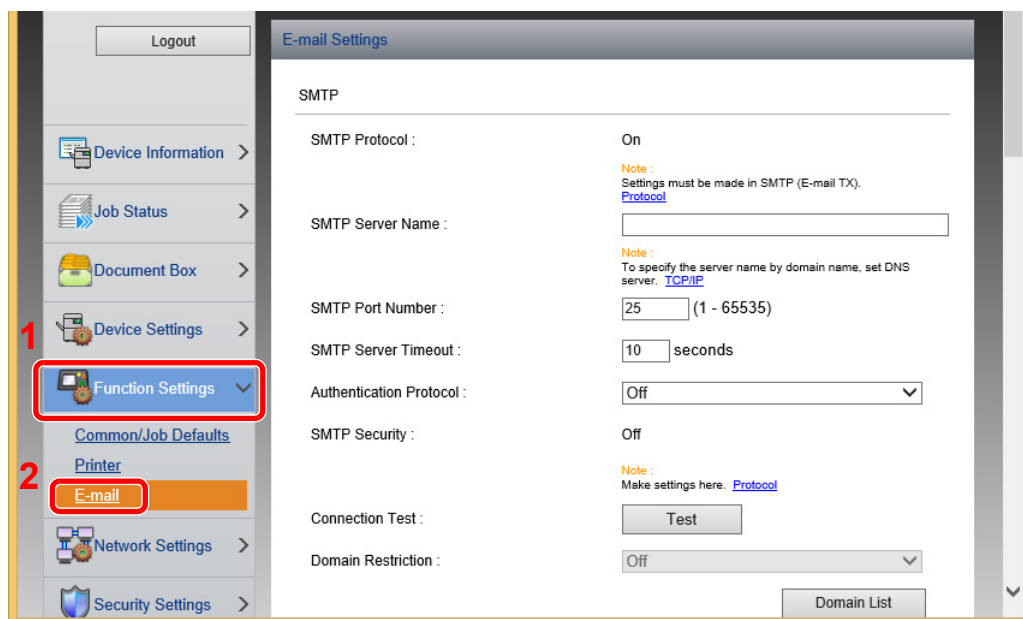 Logout
Device Information
Job Status
Document Box
1
Device Settings
Function Settings
Common/Job Defaults
2
Printer
E-mail
Network Settings
Security Settings
E-mail Settings
SMTP
SMTP Protocol : On
Note :
Settings must be made in SMTP (E-mail TX).
Protocol
SMTP Server Name :
Note :
To specify the server name by domain name, set DNS
server. TCP/IP
SMTP Port Number : 25 (1 - 65535)
SMTP Server Timeout : 10 seconds
Authentication Protocol : Off
SMTP Security : Off
Note :
Make settings here. Protocol
Connection Test : Test
Domain Restriction : Off
Domain List